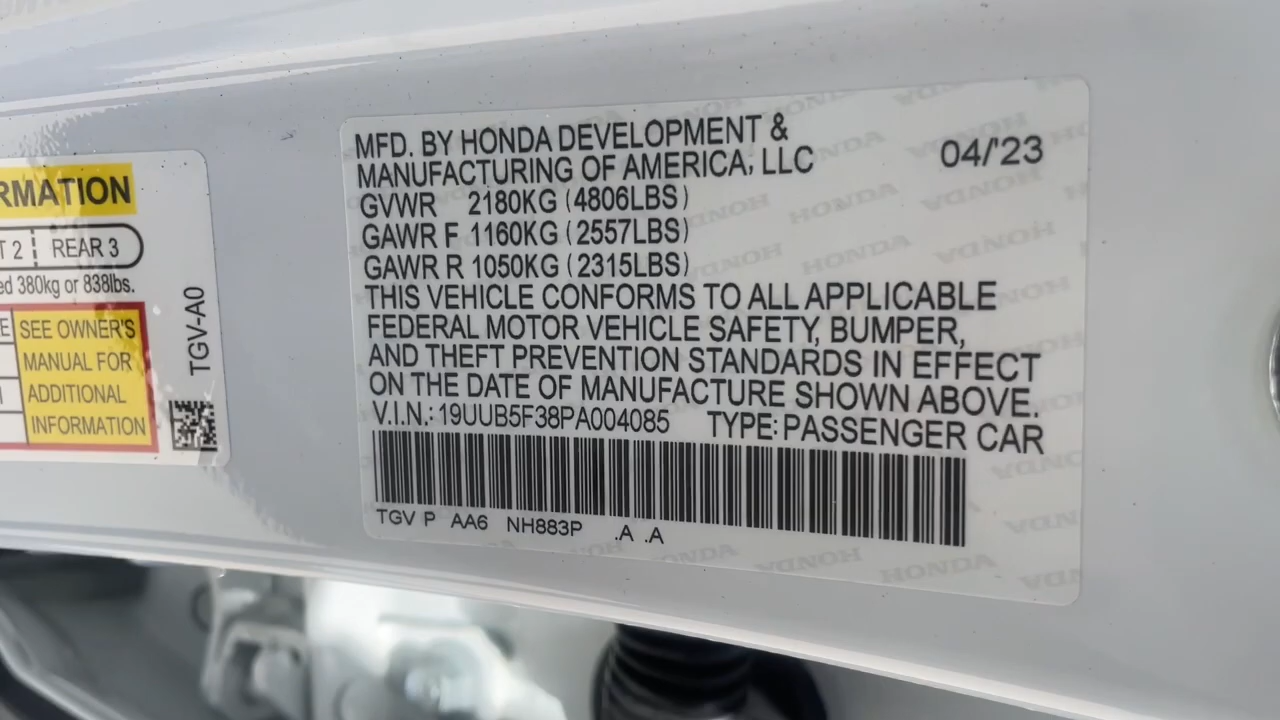 RMATION
T 2 REAR 3
ed 380kg or 838lbs.
E
SEE OWNER'S
MANUAL FOR
ADDITIONAL
INFORMATION
TGV-A0
MFD. BY HONDA DEVELOPMENT &
MANUFACTURING OF AMERICA, LLC
04/'23
GVWR 2180KG (4806LBS)
GAWR F 1160KG (2557LBS)
GAWR R 1050KG (2315LBS)
THIS VEHICLE CONFORMS TO ALL APPLICABLE
FEDERAL MOTOR VEHICLE SAFETY, BUMPER,
AND THEFT PREVENTION STANDARDS IN EFFECT
ON THE DATE OF MANUFACTURE SHOWN ABOVE.
V.I.N.: 19UUB5F38PA004085 TYPE: PASSENGER CAR
TGV P AA6 NH883P .A .A
HONDA